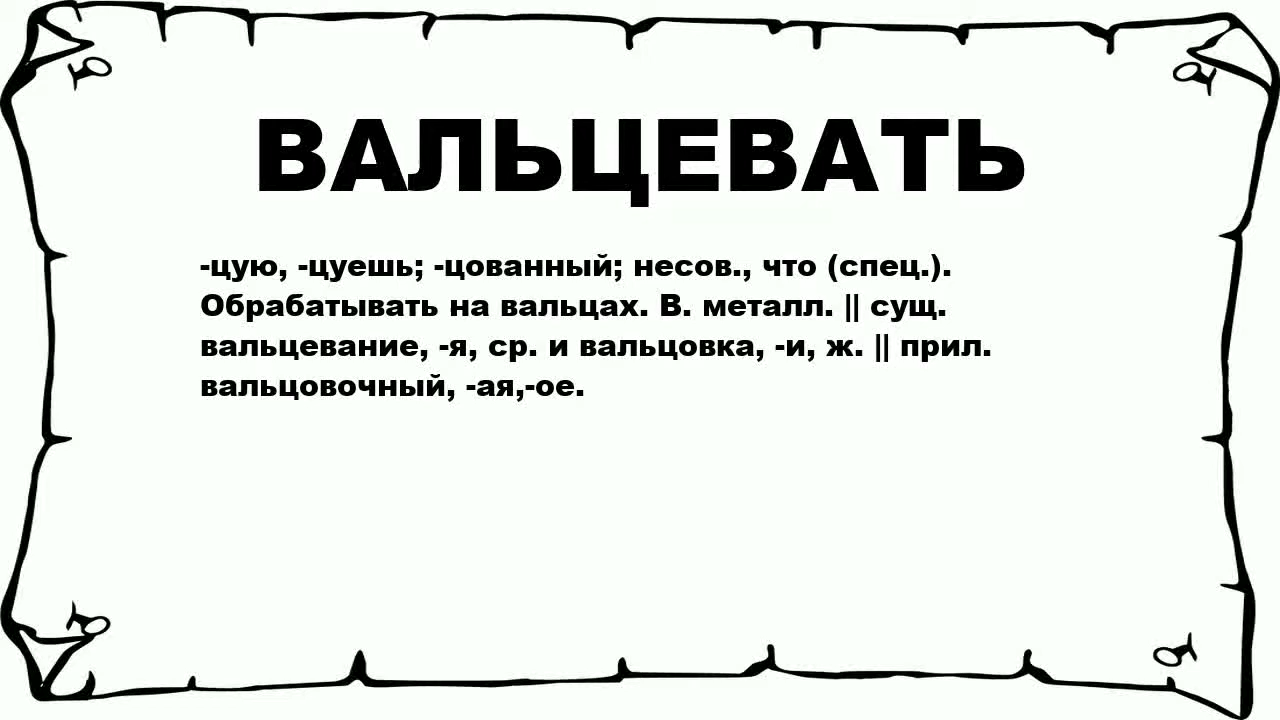 ВАЛЬЦЕВАТЬ
-цую, -цуешь; -цованный; несов., что (спец.).
Обрабатывать на вальцах. В. металл. || сущ.
вальцевание, -я, ср. и вальцовка, -и, ж. || прил.
вальцовочный, -ая,-ое.